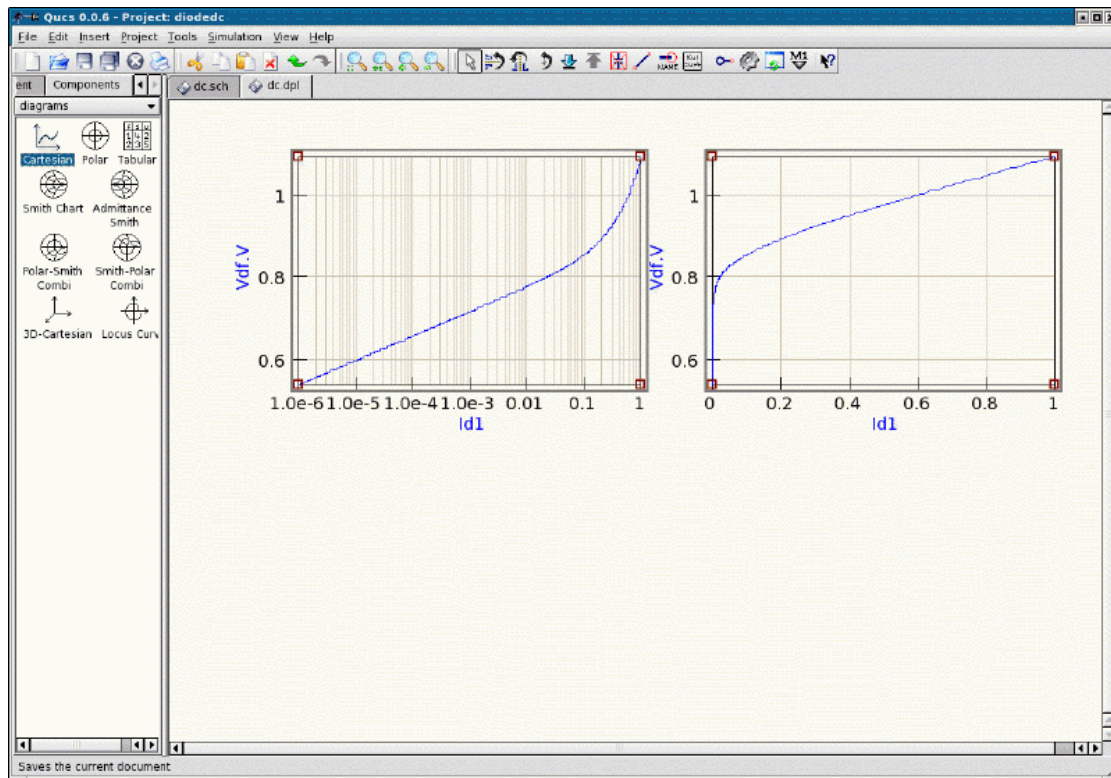 Qucs 0.0.6 - Project: diodedc
File Edit Insert Project Tools Simulation View Help
NAME
ent Components dc.sch dc.dpl
diagrams
Cartesian Polar Tabular
Smith Chart Admittance
Smith
Polar-Smith Smith-Polar
Combi Combi
3D-Cartesian Locus Curv
Vdf.V
1
0.8
0.6
1.0e-6 1.0e-5 1.0e-4 1.0e-3 0.01 0.1 1
Id1
Vdf.V
1
0.8
0.6
0 0.2 0.4 0.6 0.8 1
Id1
Saves the current document